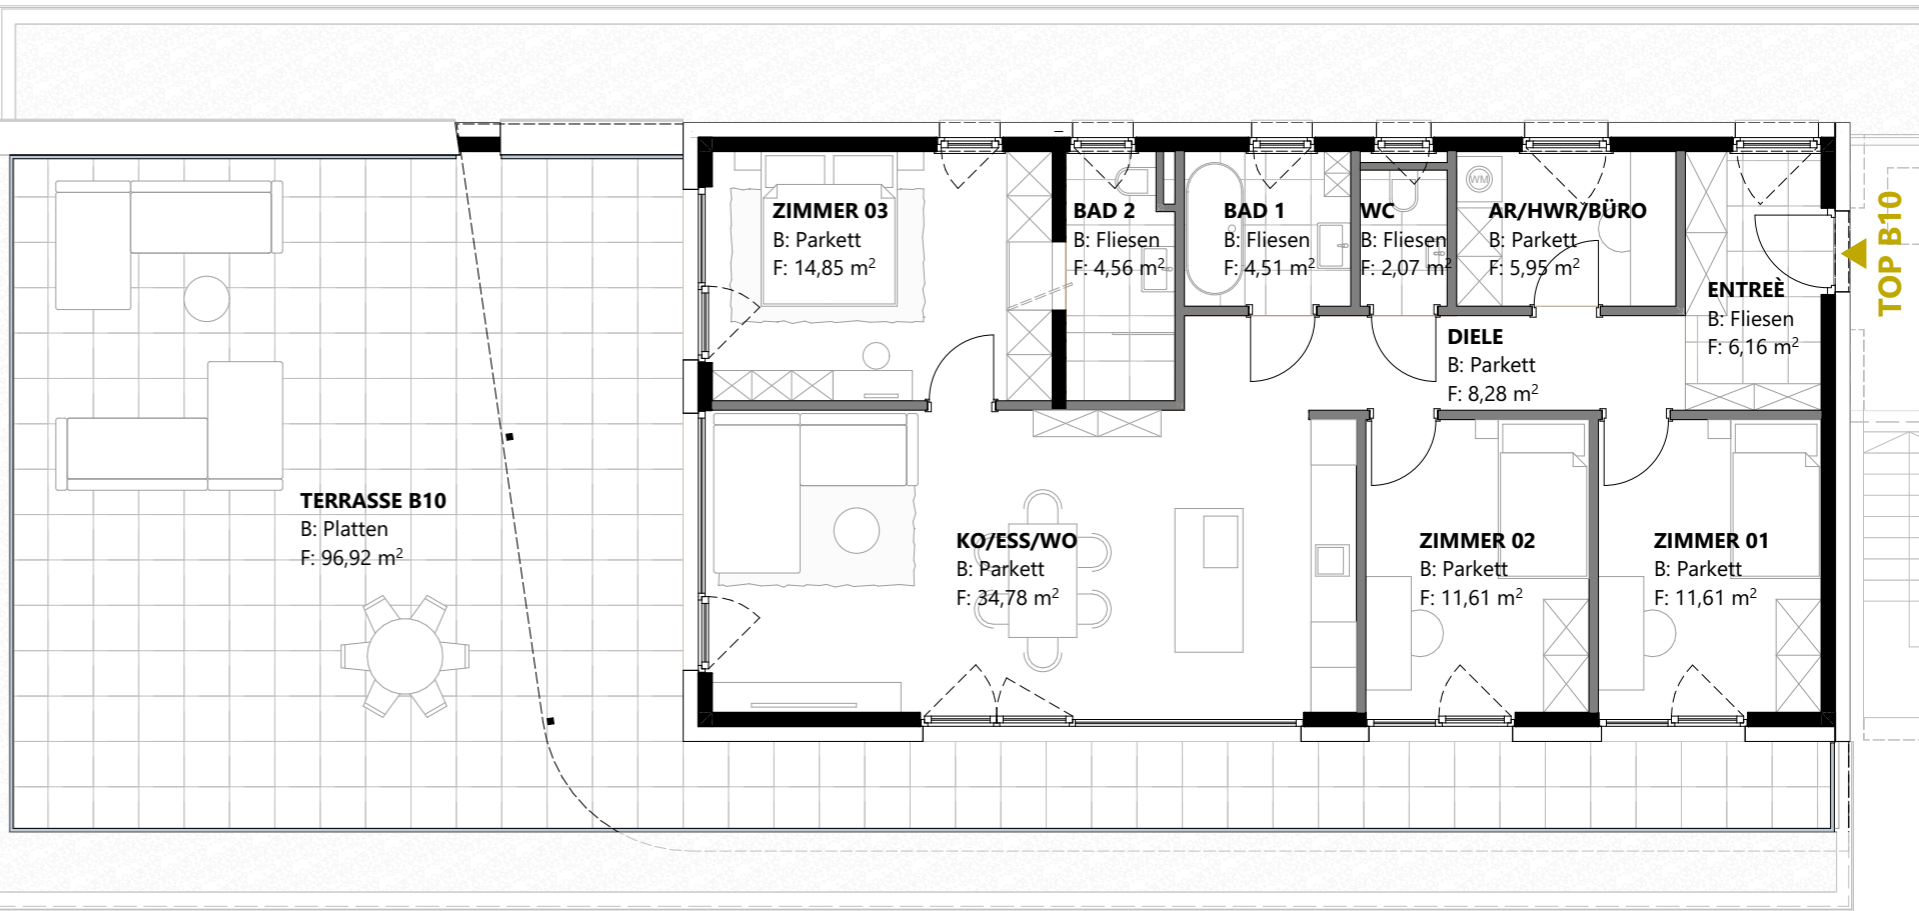 ZIMMER 03
B: Parkett
F: 14,85 m²
BAD 2
B: Fliesen
F: 4,56 m²
BAD 1
B: Fliesen
F: 4,51 m²
WC
B: Fliesen
F: 2,07 m²
WM
AR/HWR/BÜRO
B: Parkett
F: 5,95 m²
ENTREÈ
B: Fliesen
F: 6,16 m²
TOP B10
DIELE
B: Parkett
F: 8,28 m²
TERRASSE B10
B: Platten
F: 96,92 m²
KO/ESS/WO
B: Parkett
F: 34,78 m²
ZIMMER 02
B: Parkett
F: 11,61 m²
ZIMMER 01
B: Parkett
F: 11,61 m²